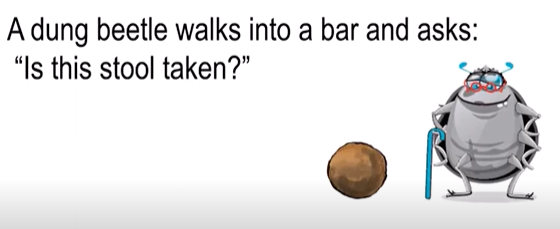 A dung beetle walks into a bar and asks:
“Is this stool taken?”